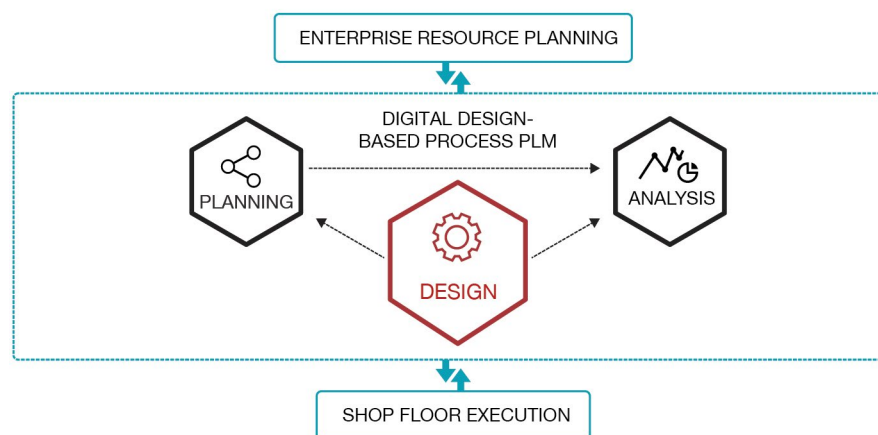 ENTERPRISE RESOURCE PLANNING
DIGITAL DESIGN-
BASED PROCESS PLM
PLANNING
ANALYSIS
DESIGN
SHOP FLOOR EXECUTION